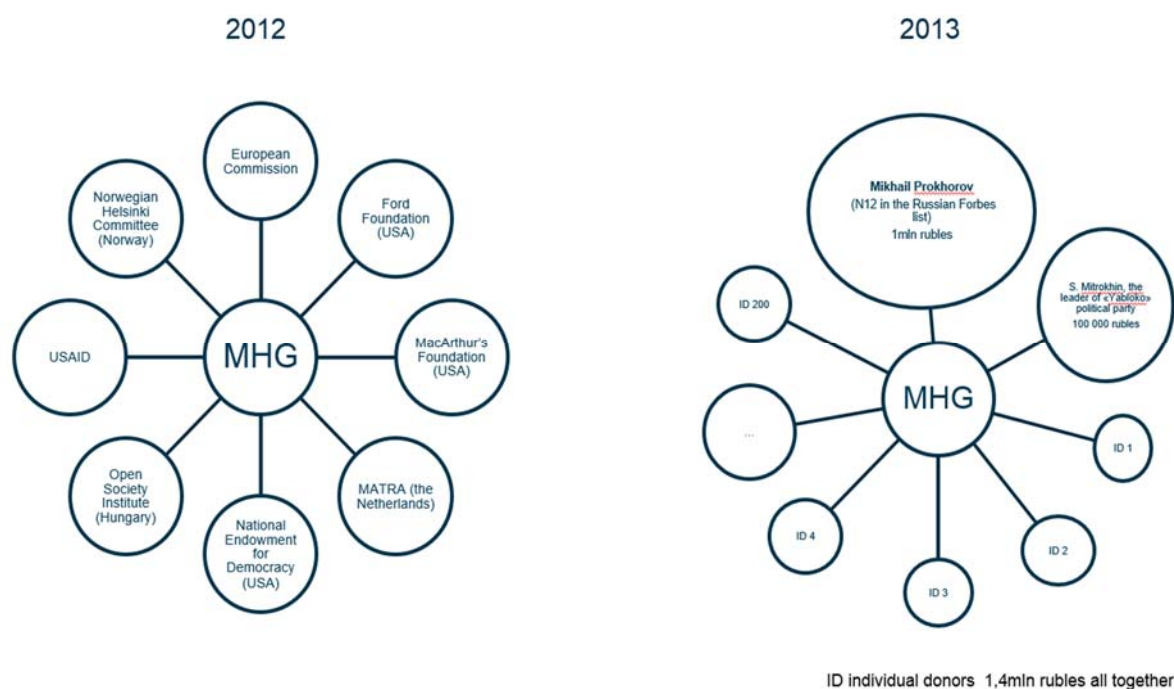 2012
2013
European
Commission
Norwegian
Helsinki
Committee
(Norway)
Ford
Foundation
(USA)
USAID
MHG
MacArthur's
Foundation
(USA)
Open
Society
Institute
(Hungary)
MATRA (the
Netherlands)
National
Endowment
for
Democracy
(USA)
Mikhail Prokhorov
(N12 in the Russian Forbes
list)
1mln rubles
S. Mitrokhin, the
leader of «Yabloko»
political party
100 000 rubles
ID 200
MHG
...
ID 1
ID 4
ID 2
ID 3
ID individual donors 1,4mln rubles all together